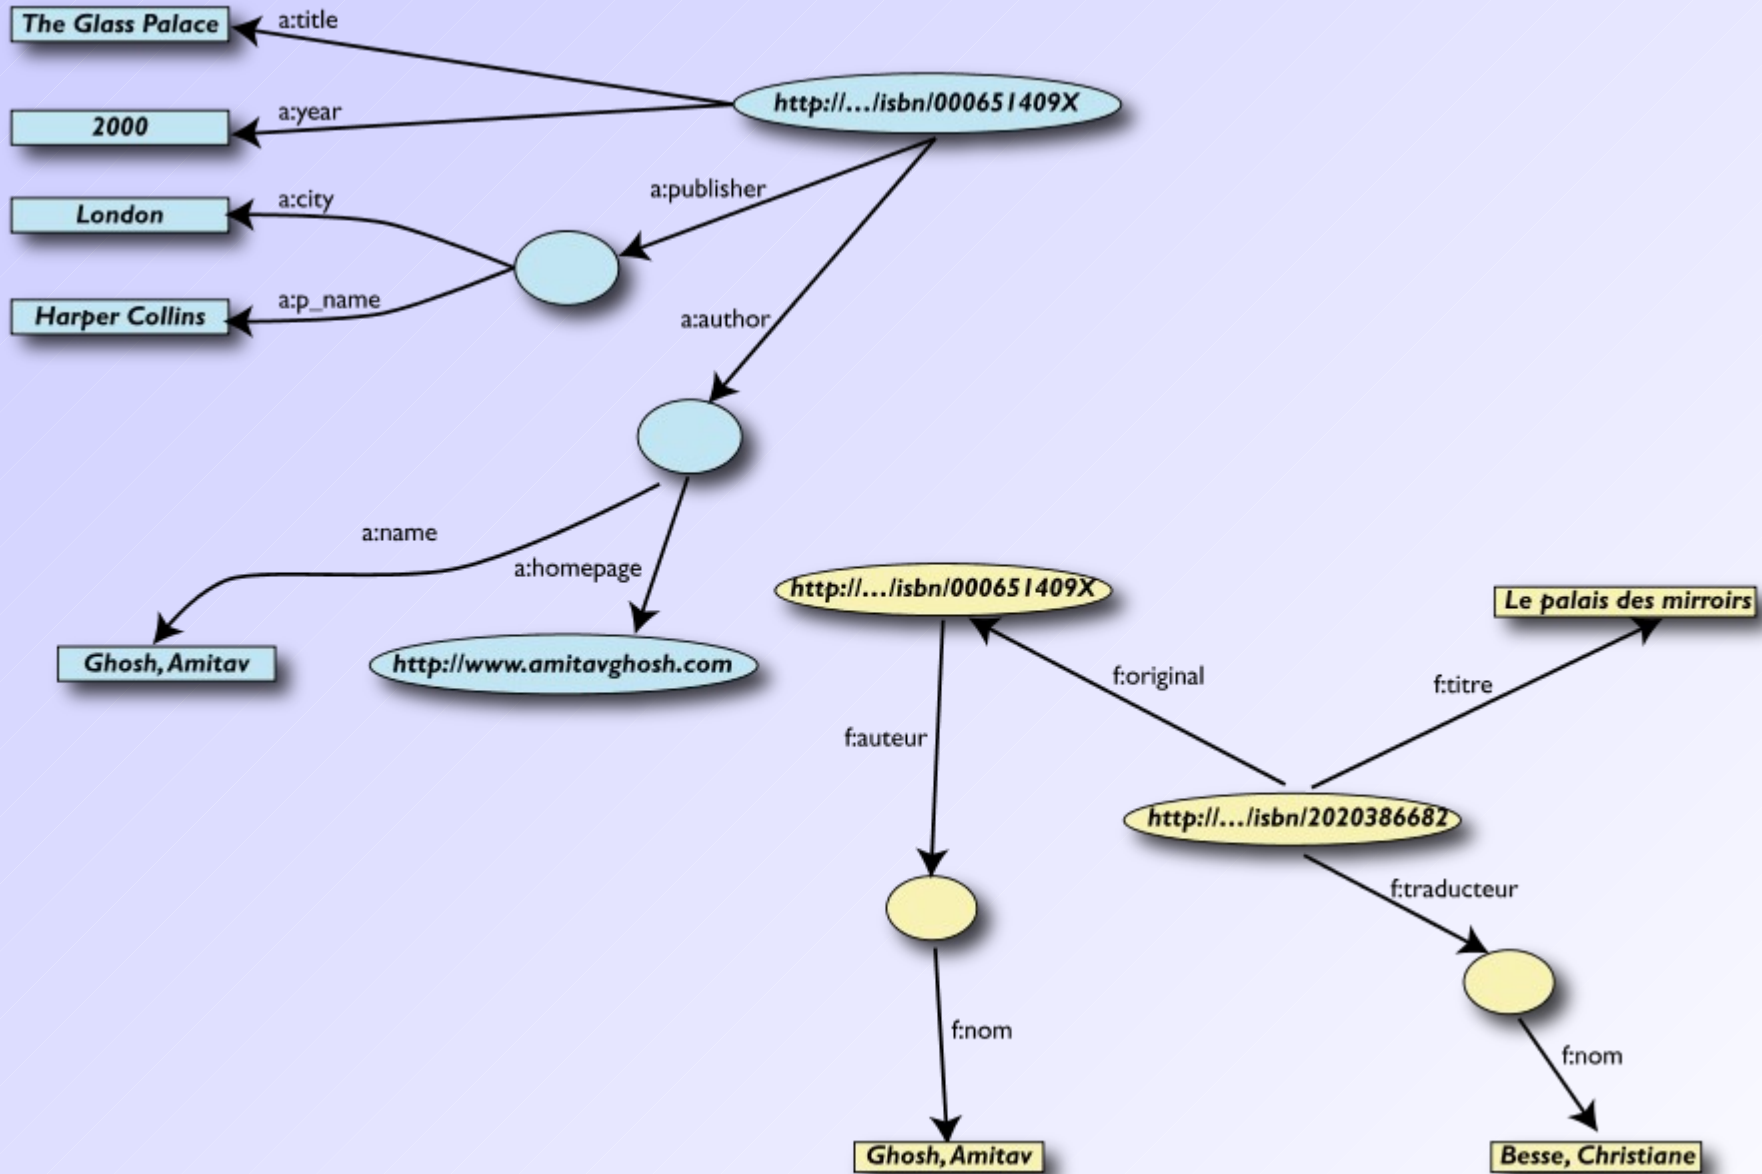 The Glass Palace
a:title
http://.../isbn/000651409X
2000
a:year
London
a:city
a:publisher
Harper Collins
a:p_name
a:author
a:name
a:homepage
Ghosh, Amitav
http://www.amitavghosh.com
http://.../isbn/000651409X
Le palais des mirroirs
f:original
f:titre
f:auteur
http://.../isbn/2020386682
f:traducteur
f:nom
f:nom
Ghosh, Amitav
Besse, Christiane